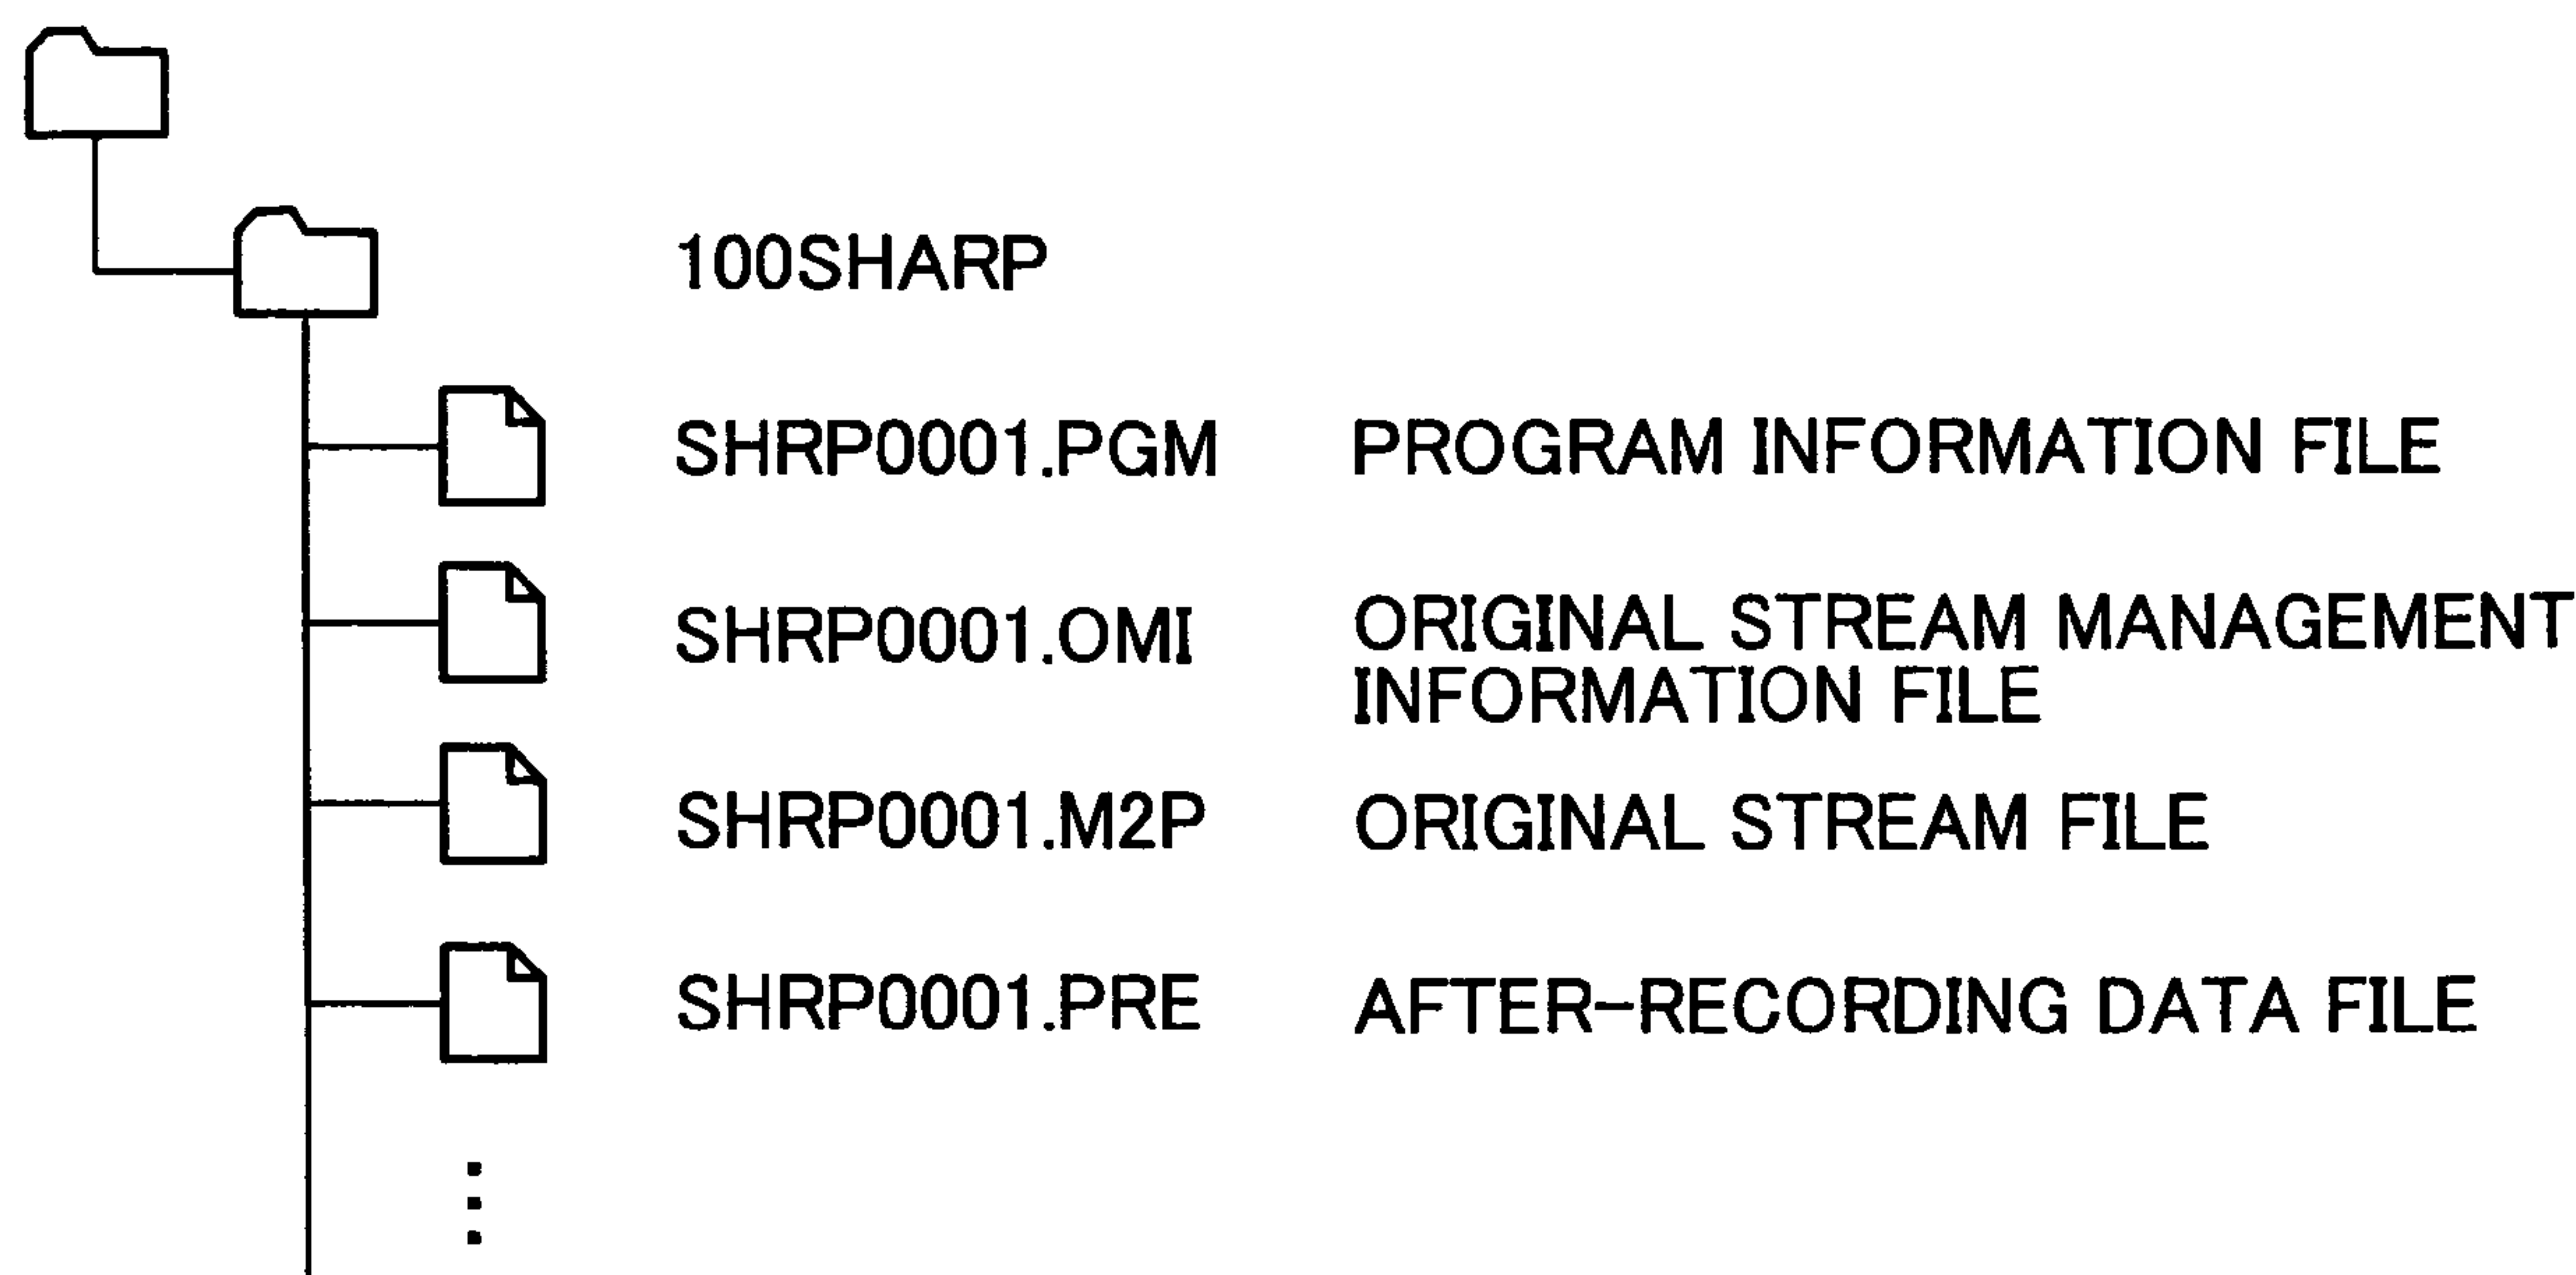 100SHARP
SHRP0001.PGM PROGRAM INFORMATION FILE
SHRP0001.OMI ORIGINAL STREAM MANAGEMENT
INFORMATION FILE
SHRP0001.M2P ORIGINAL STREAM FILE
SHRP0001.PRE AFTER-RECORDING DATA FILE